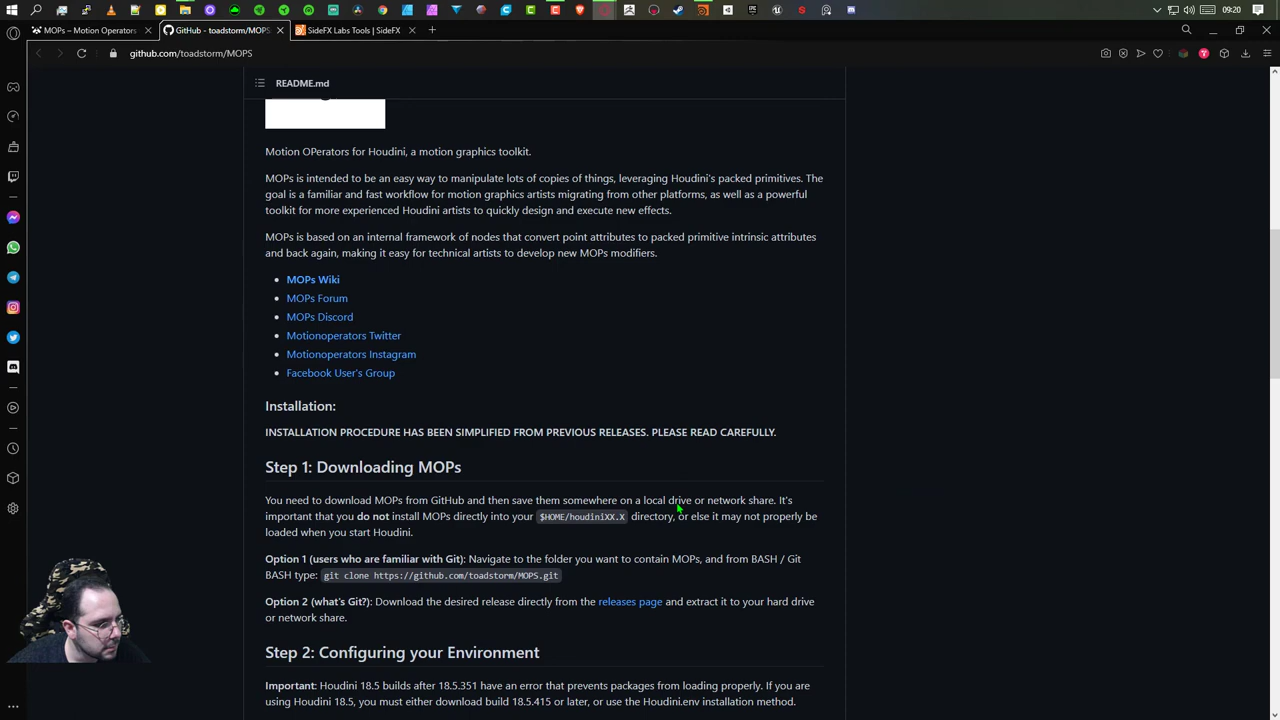 09:20
MOPs – Motion Operators
GitHub - toadstorm/MOPS
SideFX Labs Tools | SideFX
github.com/toadstorm/MOPS
README.md
Motion OPerators for Houdini, a motion graphics toolkit.
MOPs is intended to be an easy way to manipulate lots of copies of things, leveraging Houdini's packed primitives. The
goal is a familiar and fast workflow for motion graphics artists migrating from other platforms, as well as a powerful
toolkit for more experienced Houdini artists to quickly design and execute new effects.
MOPs is based on an internal framework of nodes that convert point attributes to packed primitive intrinsic attributes
and back again, making it easy for technical artists to develop new MOPs modifiers.
MOPs Wiki
MOPs Forum
MOPs Discord
Motionoperators Twitter
Motionoperators Instagram
Facebook User's Group
Installation:
INSTALLATION PROCEDURE HAS BEEN SIMPLIFIED FROM PREVIOUS RELEASES. PLEASE READ CAREFULLY.
Step 1: Downloading MOPs
You need to download MOPs from GitHub and then save them somewhere on a local drive or network share. It's
important that you do not install MOPs directly into your $HOME/houdiniXX.X directory, or else it may not properly be
loaded when you start Houdini.
Option 1 (users who are familiar with Git): Navigate to the folder you want to contain MOPs, and from BASH / Git
BASH type: git clone https://github.com/toadstorm/MOPS.git
Option 2 (what's Git?): Download the desired release directly from the releases page and extract it to your hard drive
or network share.
Step 2: Configuring your Environment
Important: Houdini 18.5 builds after 18.5.351 have an error that prevents packages from loading properly. If you are
using Houdini 18.5, you must either download build 18.5.415 or later, or use the Houdini.env installation method.